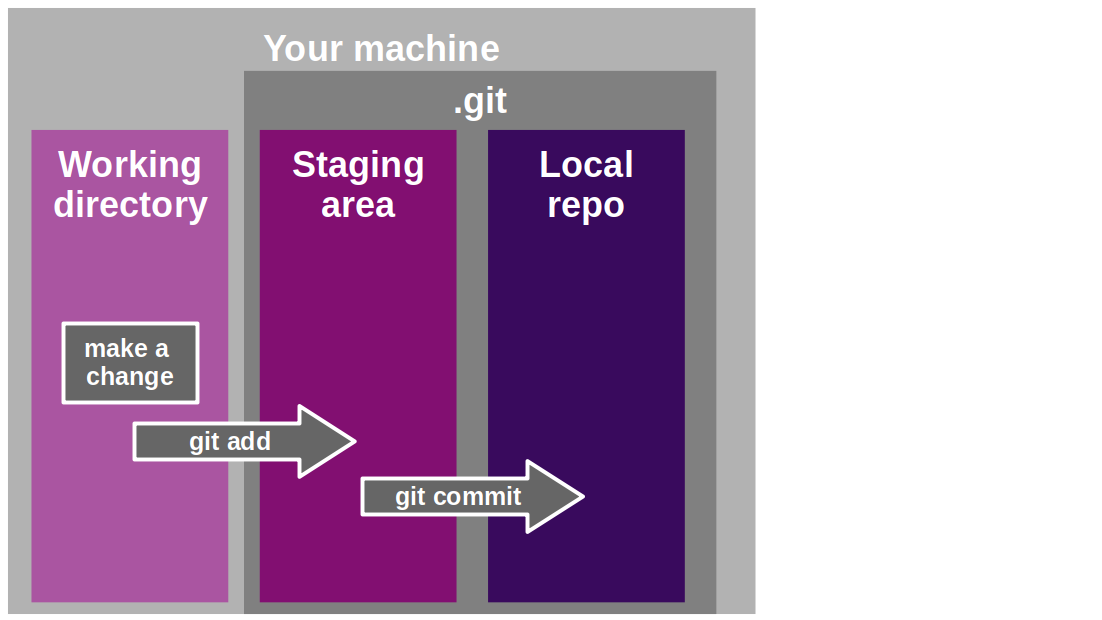 Your machine
.git
Working
directory
Staging
area
Local
repo
make a
change
git add
git commit